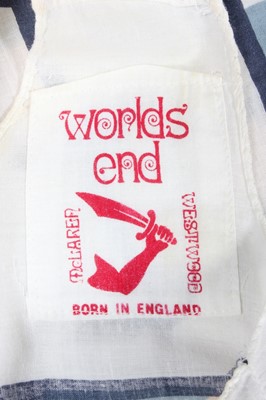 worlds
end
McLAREN
WESTWOOD
BORN IN ENGLAND